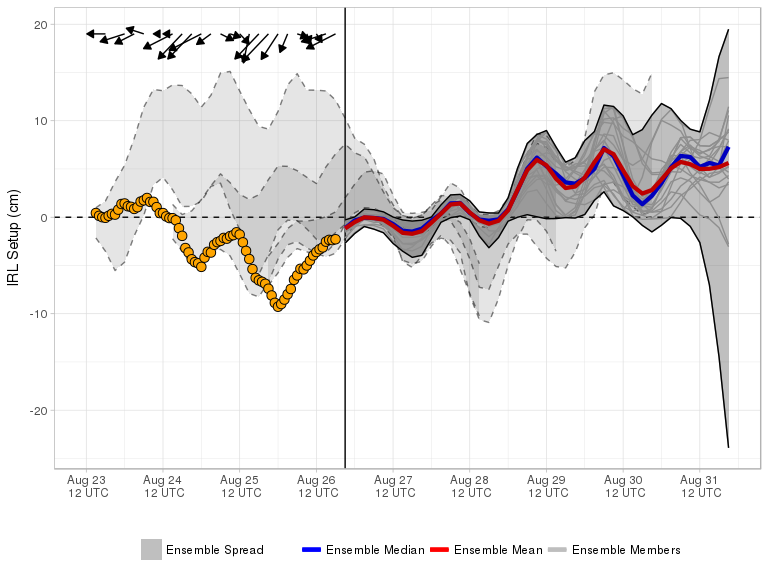 20
10
0
-10
-20
IRL Setup (cm)
Aug 23 Aug 24 Aug 25 Aug 26 Aug 27 Aug 28 Aug 29 Aug 30 Aug 31
12 UTC 12 UTC 12 UTC 12 UTC 12 UTC 12 UTC 12 UTC 12 UTC 12 UTC
Ensemble Spread Ensemble Median Ensemble Mean Ensemble Members